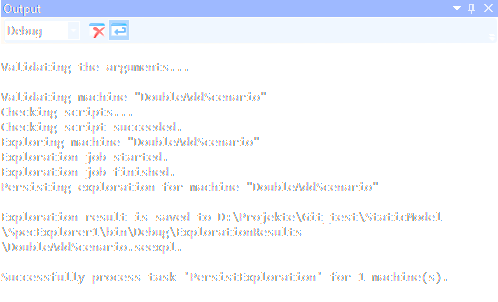 Output
Debug
Validating the arguments....
Validating machine "DoubleAddScenario"
Checking scripts....
Checking script succeeded.
Exploring machine "DoubleAddScenario"
Exploration job started.
Exploration job finished.
Persisting exploration for machine "DoubleAddScenario"
Exploration result is saved to D:\Projekte\Git_test\StaticModel
\SpecExplorer1\bin\Debug\ExplorationResults
\DoubleAddScenario.seexpl.
Successfully process task "PersistExploration" for 1 machine(s).